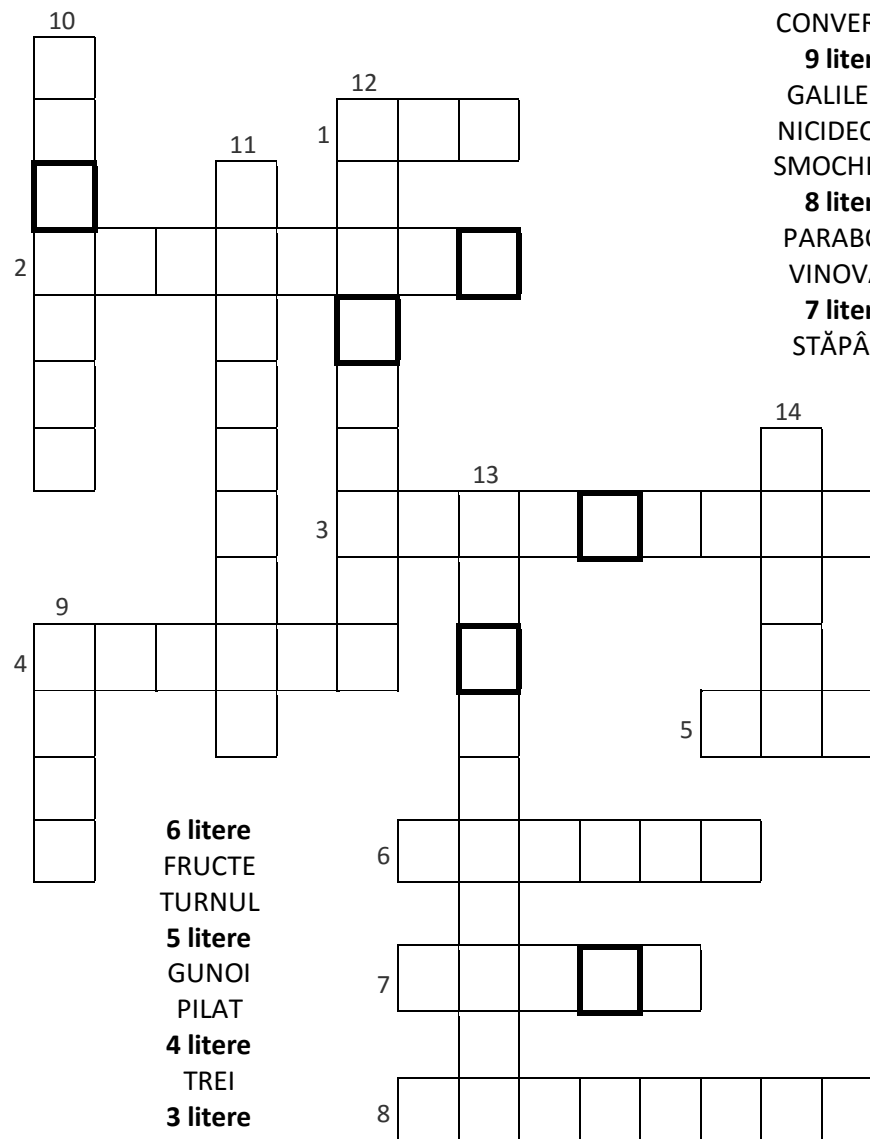 10
CONVER
9 liter
12
GALILE
1
NICIDEC
11
SMOCHI
8 liter
PARABO
2
VINOVA
7 liter
STĂPÂ
14
13
3
9
4
5
6 litere
FRUCTE
TURNUL
5 litere
GUNOI
PILAT
4 litere
TREI
3 litere
6
7
8